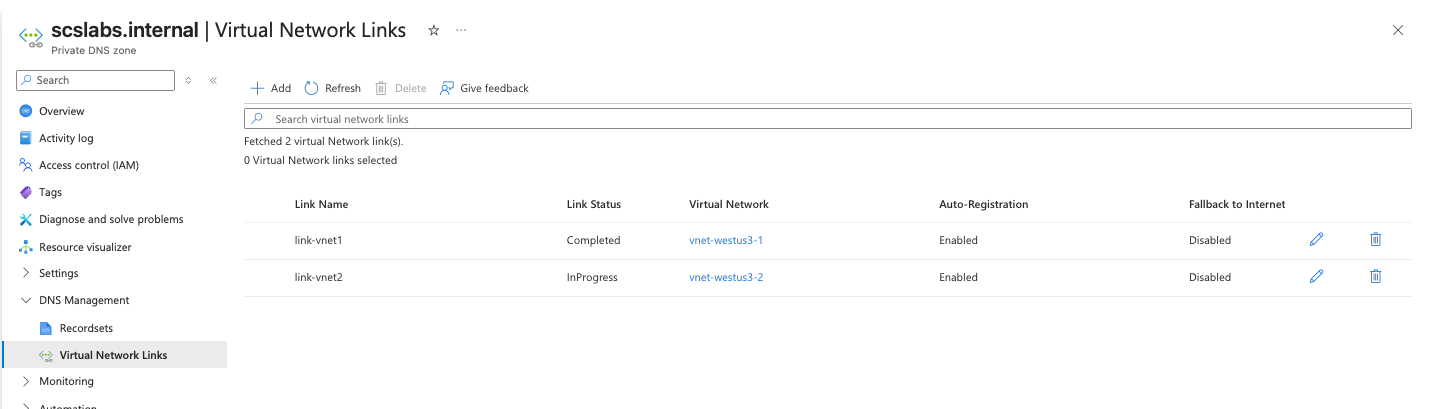 scslabs.internal | Virtual Network Links ☆ ...
Private DNS zone
Search
Overview
Activity log
Access control (IAM)
Tags
Diagnose and solve problems
Resource visualizer
Settings
DNS Management
Recordsets
Virtual Network Links
Monitoring
Automation
Add Refresh Delete Give feedback
Search virtual network links
Fetched 2 virtual Network link(s).
0 Virtual Network links selected
Link Name Link Status Virtual Network Auto-Registration Fallback to Internet
link-vnet1 Completed vnet-westus3-1 Enabled Disabled
link-vnet2 InProgress vnet-westus3-2 Enabled Disabled